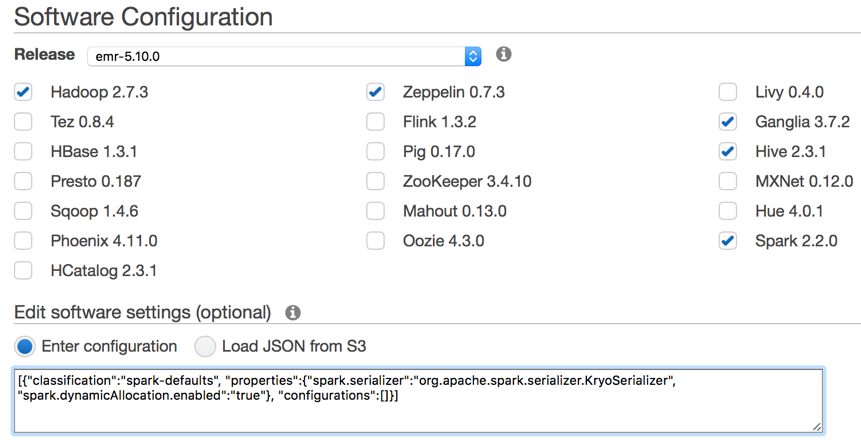 Software Configuration
Release emr-5.10.0
Hadoop 2.7.3 Zeppelin 0.7.3 Livy 0.4.0
Tez 0.8.4 Flink 1.3.2 Ganglia 3.7.2
HBase 1.3.1 Pig 0.17.0 Hive 2.3.1
Presto 0.187 ZooKeeper 3.4.10 MXNet 0.12.0
Sqoop 1.4.6 Mahout 0.13.0 Hue 4.0.1
Phoenix 4.11.0 Oozie 4.3.0 Spark 2.2.0
HCatalog 2.3.1
Edit software settings (optional)
Enter configuration Load JSON from S3
[{"classification":"spark-defaults", "properties":{"spark.serializer":"org.apache.spark.serializer.KryoSerializer",
"spark.dynamicAllocation.enabled":"true"}, "configurations":[]}]